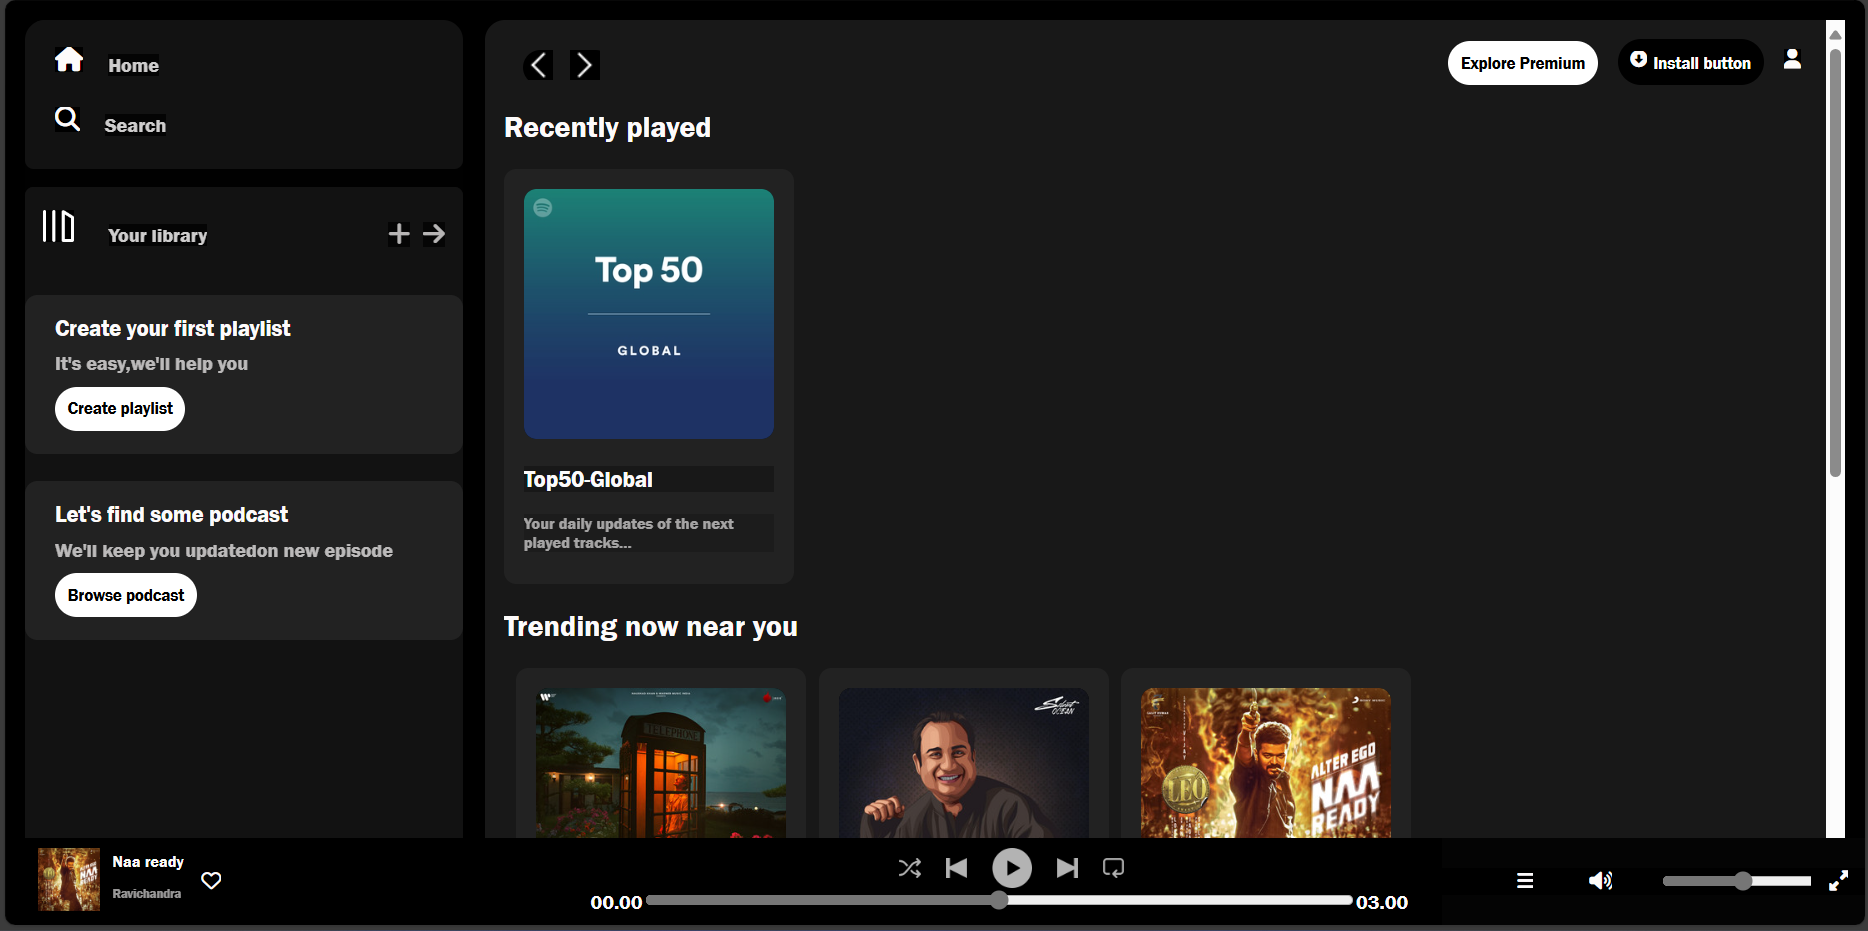 Home
Search
Your library
Create your first playlist
It's easy,we'll help you
Create playlist
Let's find some podcast
We'll keep you updatedon new episode
Browse podcast
Explore Premium
Install button
Recently played
Top 50
GLOBAL
Top50-Global
Your daily updates of the next
played tracks...
Trending now near you
TELEPHONE
OCEAN
LEO
ALTER EGO
NAA
READY
Naa ready
Ravichandra
00.00
03.00